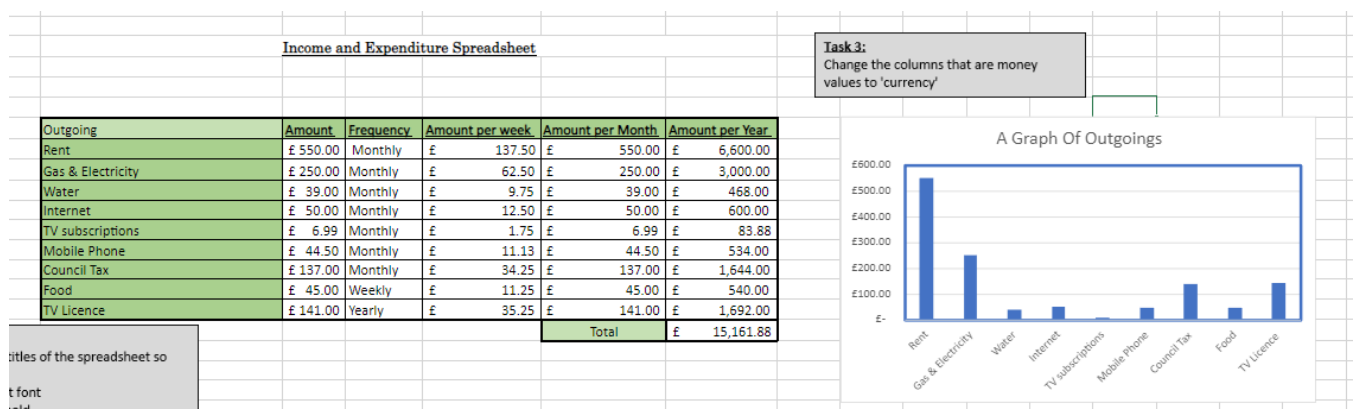 Income and Expenditure Spreadsheet
Task 3:
Change the columns that are money
values to 'currency'
Outgoing Amount Frequency Amount per week Amount per Month Amount per Year
Rent £ 550.00 Monthly £ 137.50 £ 550.00 £ 6,600.00
Gas & Electricity £ 250.00 Monthly £ 62.50 £ 250.00 £ 3,000.00
Water £ 39.00 Monthly £ 9.75 £ 39.00 £ 468.00
Internet £ 50.00 Monthly £ 12.50 £ 50.00 £ 600.00
TV subscriptions £ 6.99 Monthly £ 1.75 £ 6.99 £ 83.88
Mobile Phone £ 44.50 Monthly £ 11.13 £ 44.50 £ 534.00
Council Tax £ 137.00 Monthly £ 34.25 £ 137.00 £ 1,644.00
Food £ 45.00 Weekly £ 11.25 £ 45.00 £ 540.00
TV Licence £ 141.00 Yearly £ 35.25 £ 141.00 £ 1,692.00
Total £ 15,161.88
of the spreadsheet so
font
A Graph Of Outgoings
£600.00
£500.00
£400.00
£300.00
£200.00
£100.00
£-
Rent
Gas & Electricity
Water
Internet
TV subscriptions
Mobile Phone
Council Tax
Food
TV Licence